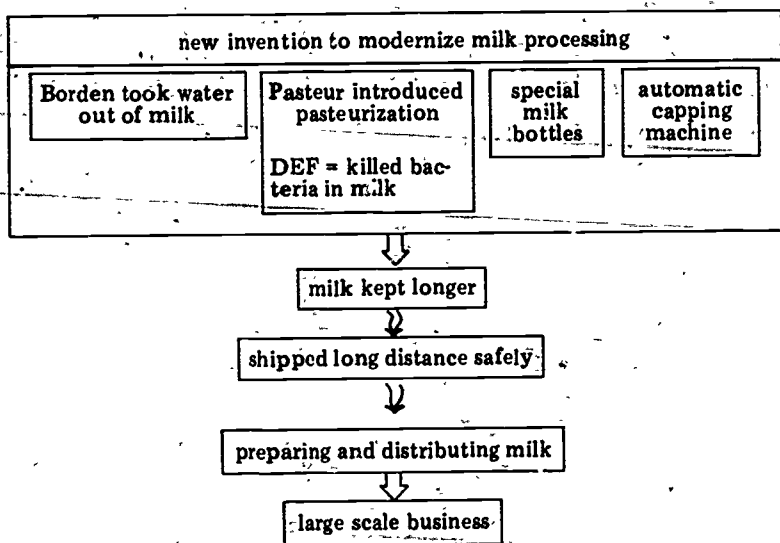 new invention to modernize milk processing
Borden took water
out of milk
Pasteur introduced
pasteurization
DEF = killed bac-
teria in milk
special
milk
bottles
automatic
capping
machine
milk kept longer
shipped long distance safely
preparing and distributing milk
large scale business